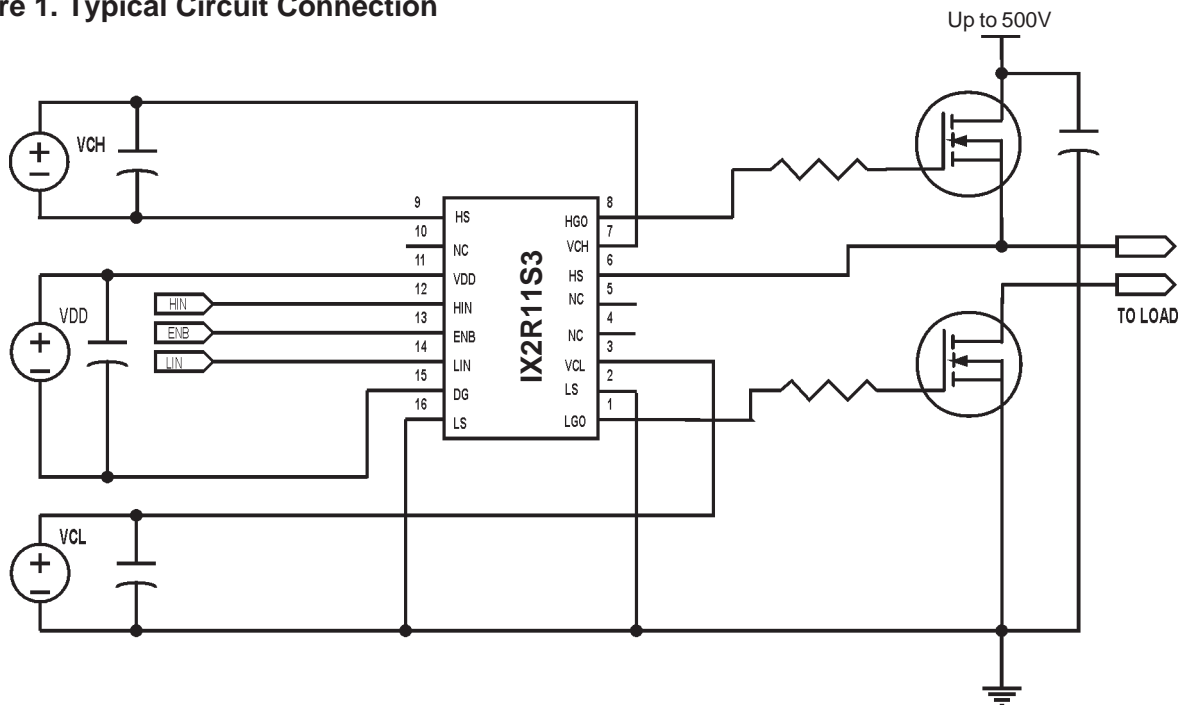 re 1. Typical Circuit Connection
Up to 500V
VCH
+
−
9
HS
10
NC
11
VDD
12
HIN
13
ENB
14
LIN
15
DG
16
LS
IX2R11S3
8
HGO
7
VCH
6
HS
5
NC
4
NC
3
VCL
2
LS
1
LGO
VDD
+
−
HIN
ENB
LIN
TO LOAD
VCL
+
−